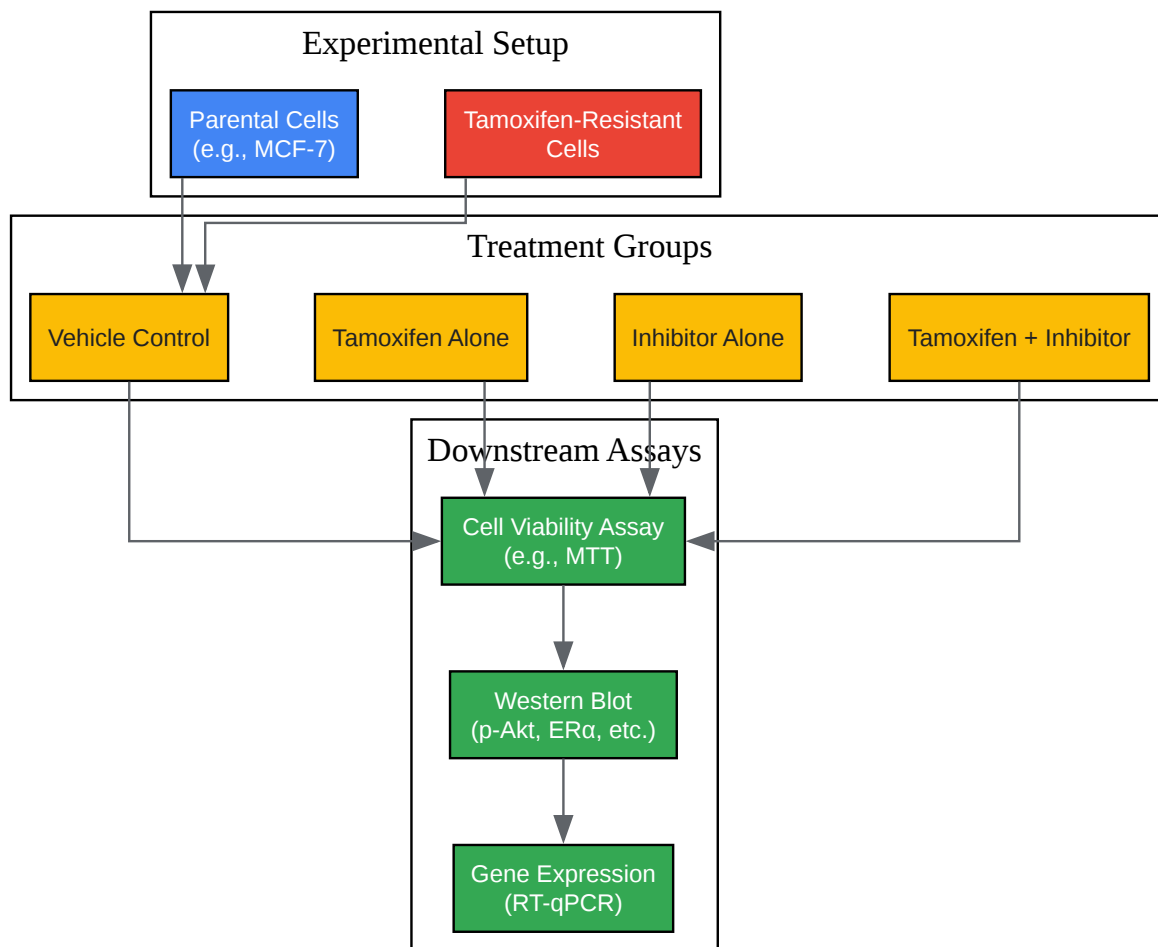 Experimental Setup
Parental Cells
(e.g., MCF-7)
Tamoxifen-Resistant
Cells
Treatment Groups
Vehicle Control
Tamoxifen Alone
Inhibitor Alone
Tamoxifen + Inhibitor
Downstream Assays
Cell Viability Assay
(e.g., MTT)
Western Blot
(p-Akt, ERα, etc.)
Gene Expression
(RT-qPCR)